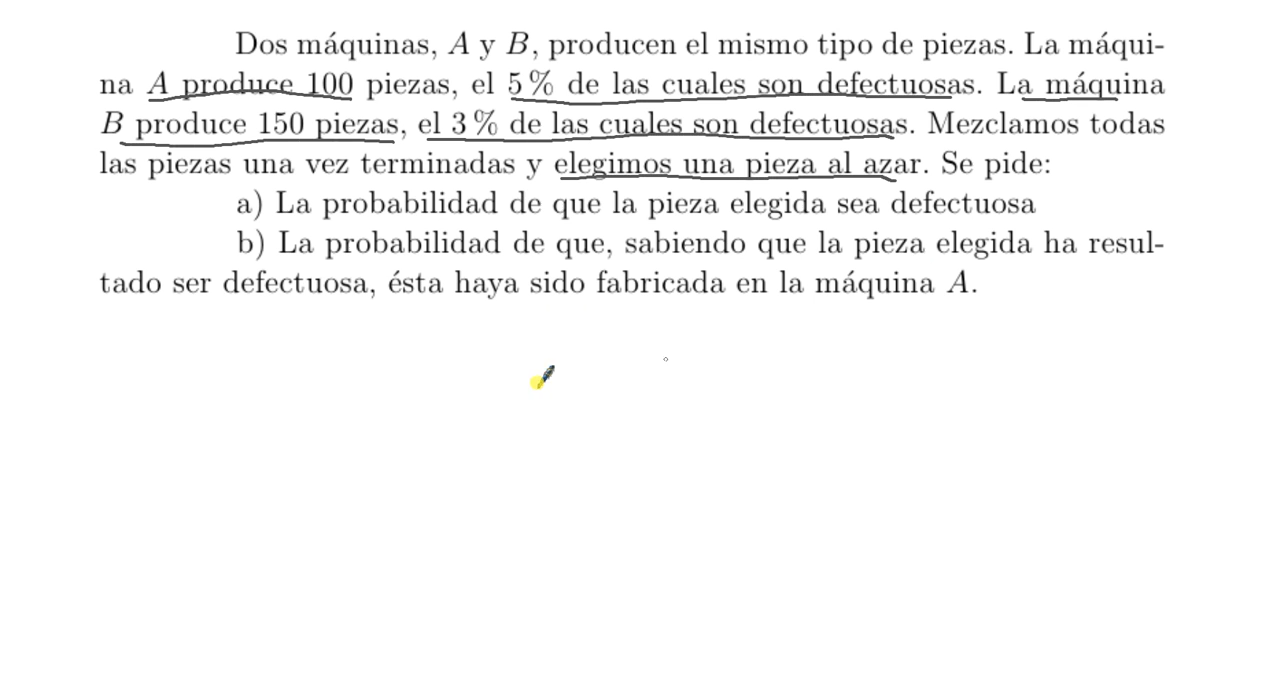 Dos máquinas, A y B, producen el mismo tipo de piezas. La máqui-
na A produce 100 piezas, el 5 % de las cuales son defectuosas. La máquina
B produce 150 piezas, el 3 % de las cuales son defectuosas. Mezclamos todas
las piezas una vez terminadas y elegimos una pieza al azar. Se pide:
a) La probabilidad de que la pieza elegida sea defectuosa
b) La probabilidad de que, sabiendo que la pieza elegida ha resul-
tado ser defectuosa, ésta haya sido fabricada en la máquina A.